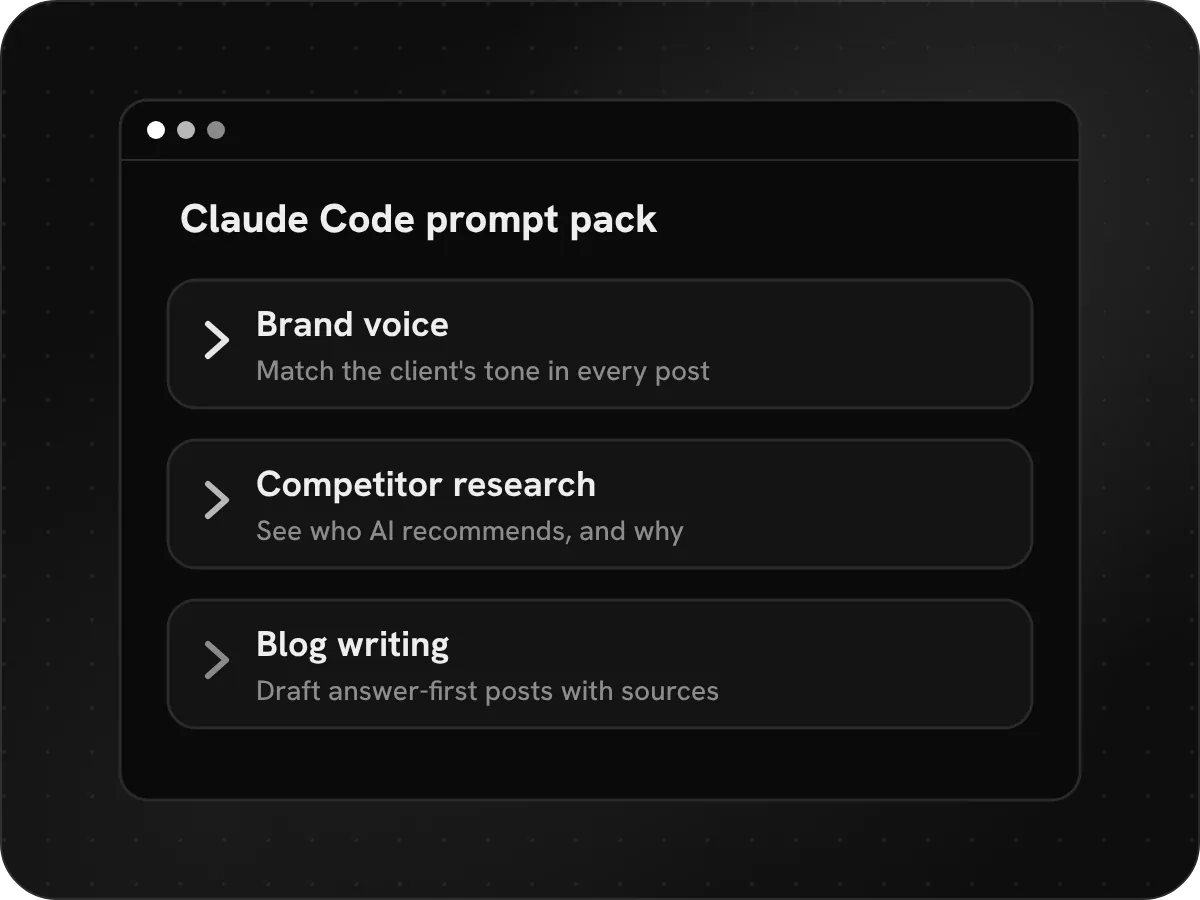 Claude Code prompt pack
Brand voice
Match the client's tone in every post
Competitor research
See who AI recommends, and why
Blog writing
Draft answer-first posts with sources